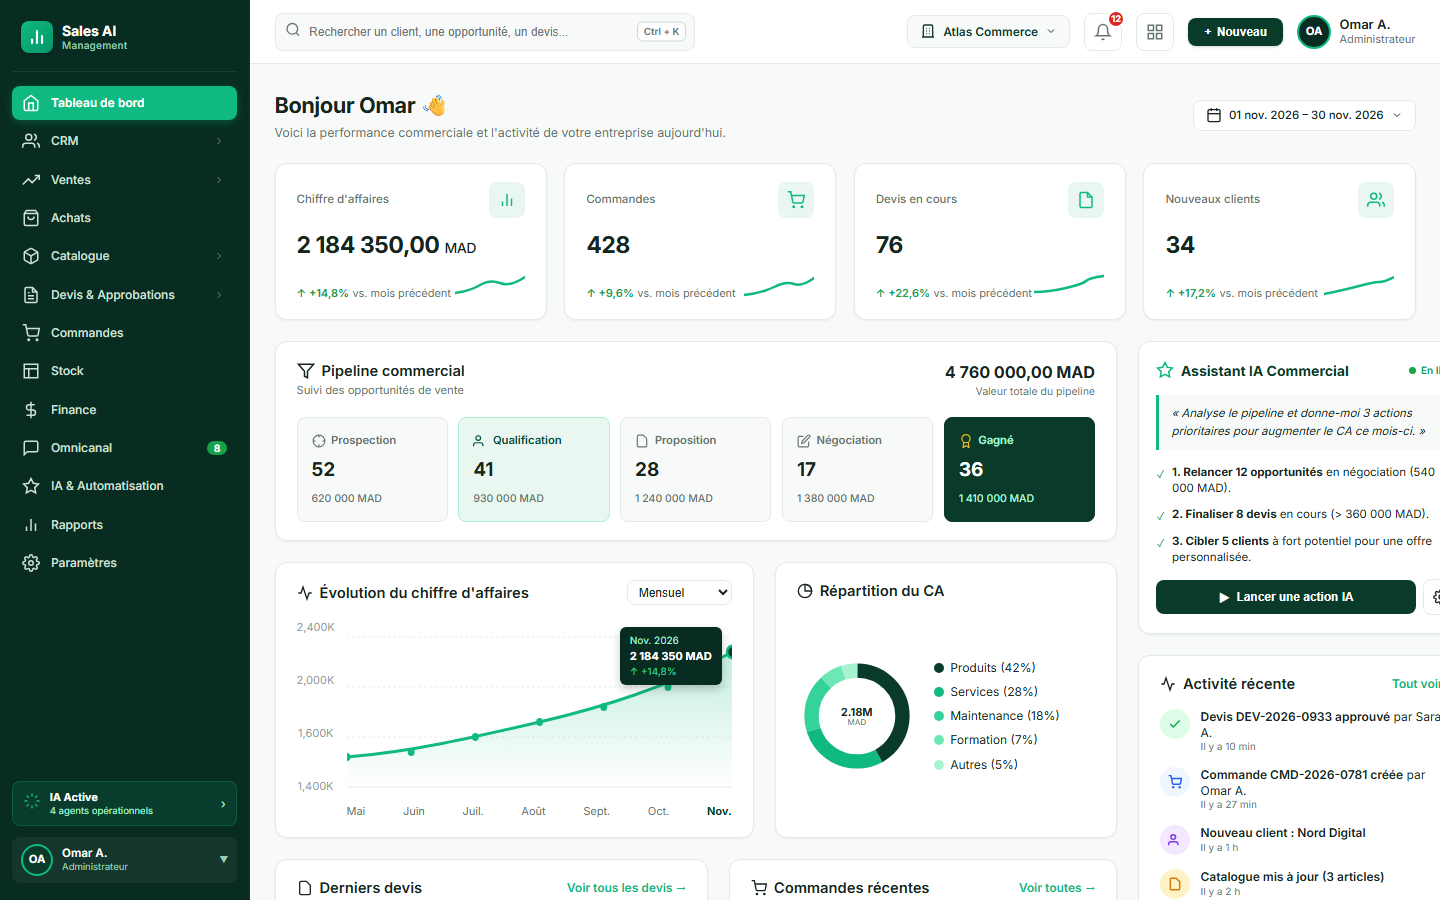 Sales AI
Management
Tableau de bord
CRM
Ventes
Achats
Catalogue
Devis & Approbations
Commandes
Stock
Finance
Omnicanal
8
IA & Automatisation
Rapports
Paramètres
IA Active
4 agents opérationnels
OA
Omar A.
Administrateur
Rechercher un client, une opportunité, un devis...
Ctrl + K
Atlas Commerce
12
+ Nouveau
OA
Omar A.
Administrateur
Bonjour Omar 👋
Voici la performance commerciale et l'activité de votre entreprise aujourd'hui.
01 nov. 2026 – 30 nov. 2026
Chiffre d'affaires
2 184 350,00 MAD
↑ +14,8% vs. mois précédent
Commandes
428
↑ +9,6% vs. mois précédent
Devis en cours
76
↑ +22,6% vs. mois précédent
Nouveaux clients
34
↑ +17,2% vs. mois précédent
Pipeline commercial
Suivi des opportunités de vente
4 760 000,00 MAD
Valeur totale du pipeline
Prospection
52
620 000 MAD
Qualification
41
930 000 MAD
Proposition
28
1 240 000 MAD
Négociation
17
1 380 000 MAD
Gagné
36
1 410 000 MAD
Assistant IA Commercial
En li
« Analyse le pipeline et donne-moi 3 actions
prioritaires pour augmenter le CA ce mois-ci. »
✓ 1. Relancer 12 opportunités en négociation (540
000 MAD).
✓ 2. Finaliser 8 devis en cours (> 360 000 MAD).
✓ 3. Cibler 5 clients à fort potentiel pour une offre
personnalisée.
▶ Lancer une action IA
Évolution du chiffre d'affaires
Mensuel
2,400K
2,000K
1,600K
1,400K
Nov. 2026
2 184 350 MAD
↑ +14,8%
Mai
Juin
Juil.
Août
Sept.
Oct.
Nov.
Répartition du CA
2.18M
MAD
Produits (42%)
Services (28%)
Maintenance (18%)
Formation (7%)
Autres (5%)
Activité récente
Tout voir
Devis DEV-2026-0933 approuvé par Sara
A.
Il y a 10 min
Commande CMD-2026-0781 créée par
Omar A.
Il y a 27 min
Nouveau client : Nord Digital
Il y a 1 h
Catalogue mis à jour (3 articles)
Il y a 2 h
Derniers devis
Voir tous les devis →
Commandes récentes
Voir toutes →